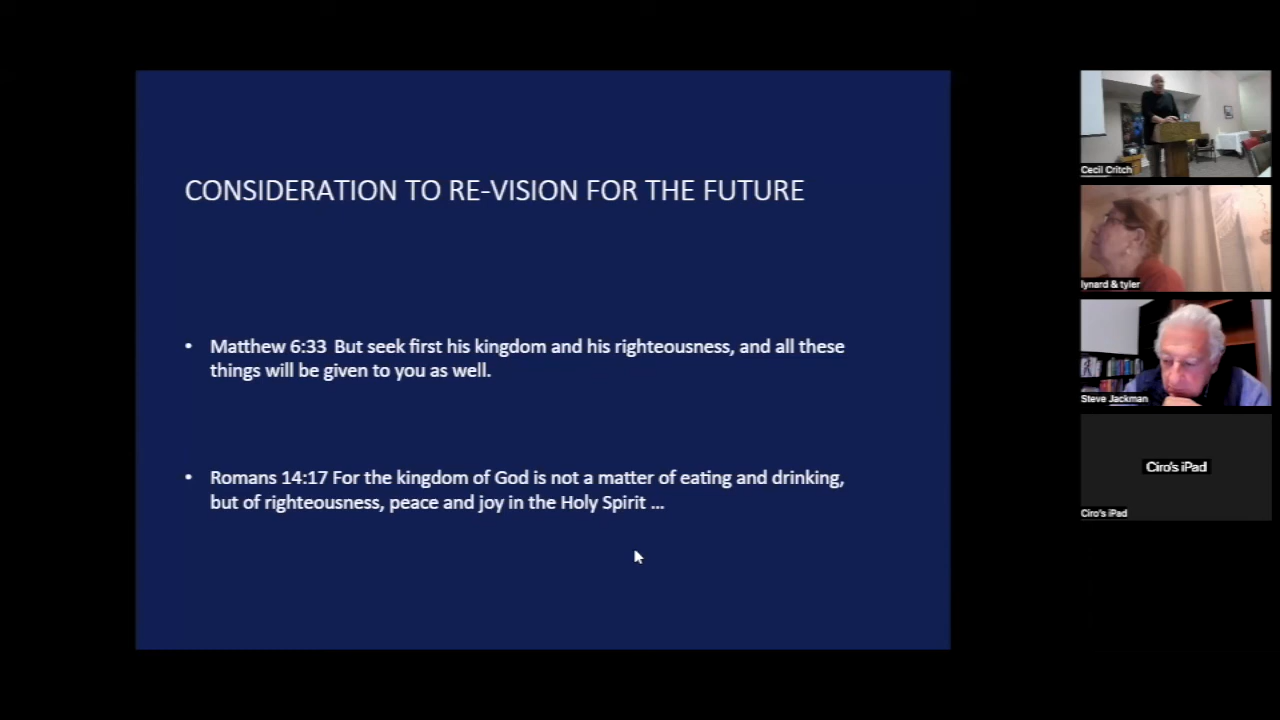 CONSIDERATION TO RE-VISION FOR THE FUTURE
• Matthew 6:33 But seek first his kingdom and his righteousness, and all these
things will be given to you as well.
• Romans 14:17 For the kingdom of God is not a matter of eating and drinking,
but of righteousness, peace and joy in the Holy Spirit ...
Cecil Critch
lynard & tyler
Steve Jackman
Ciro's iPad
Ciro's iPad